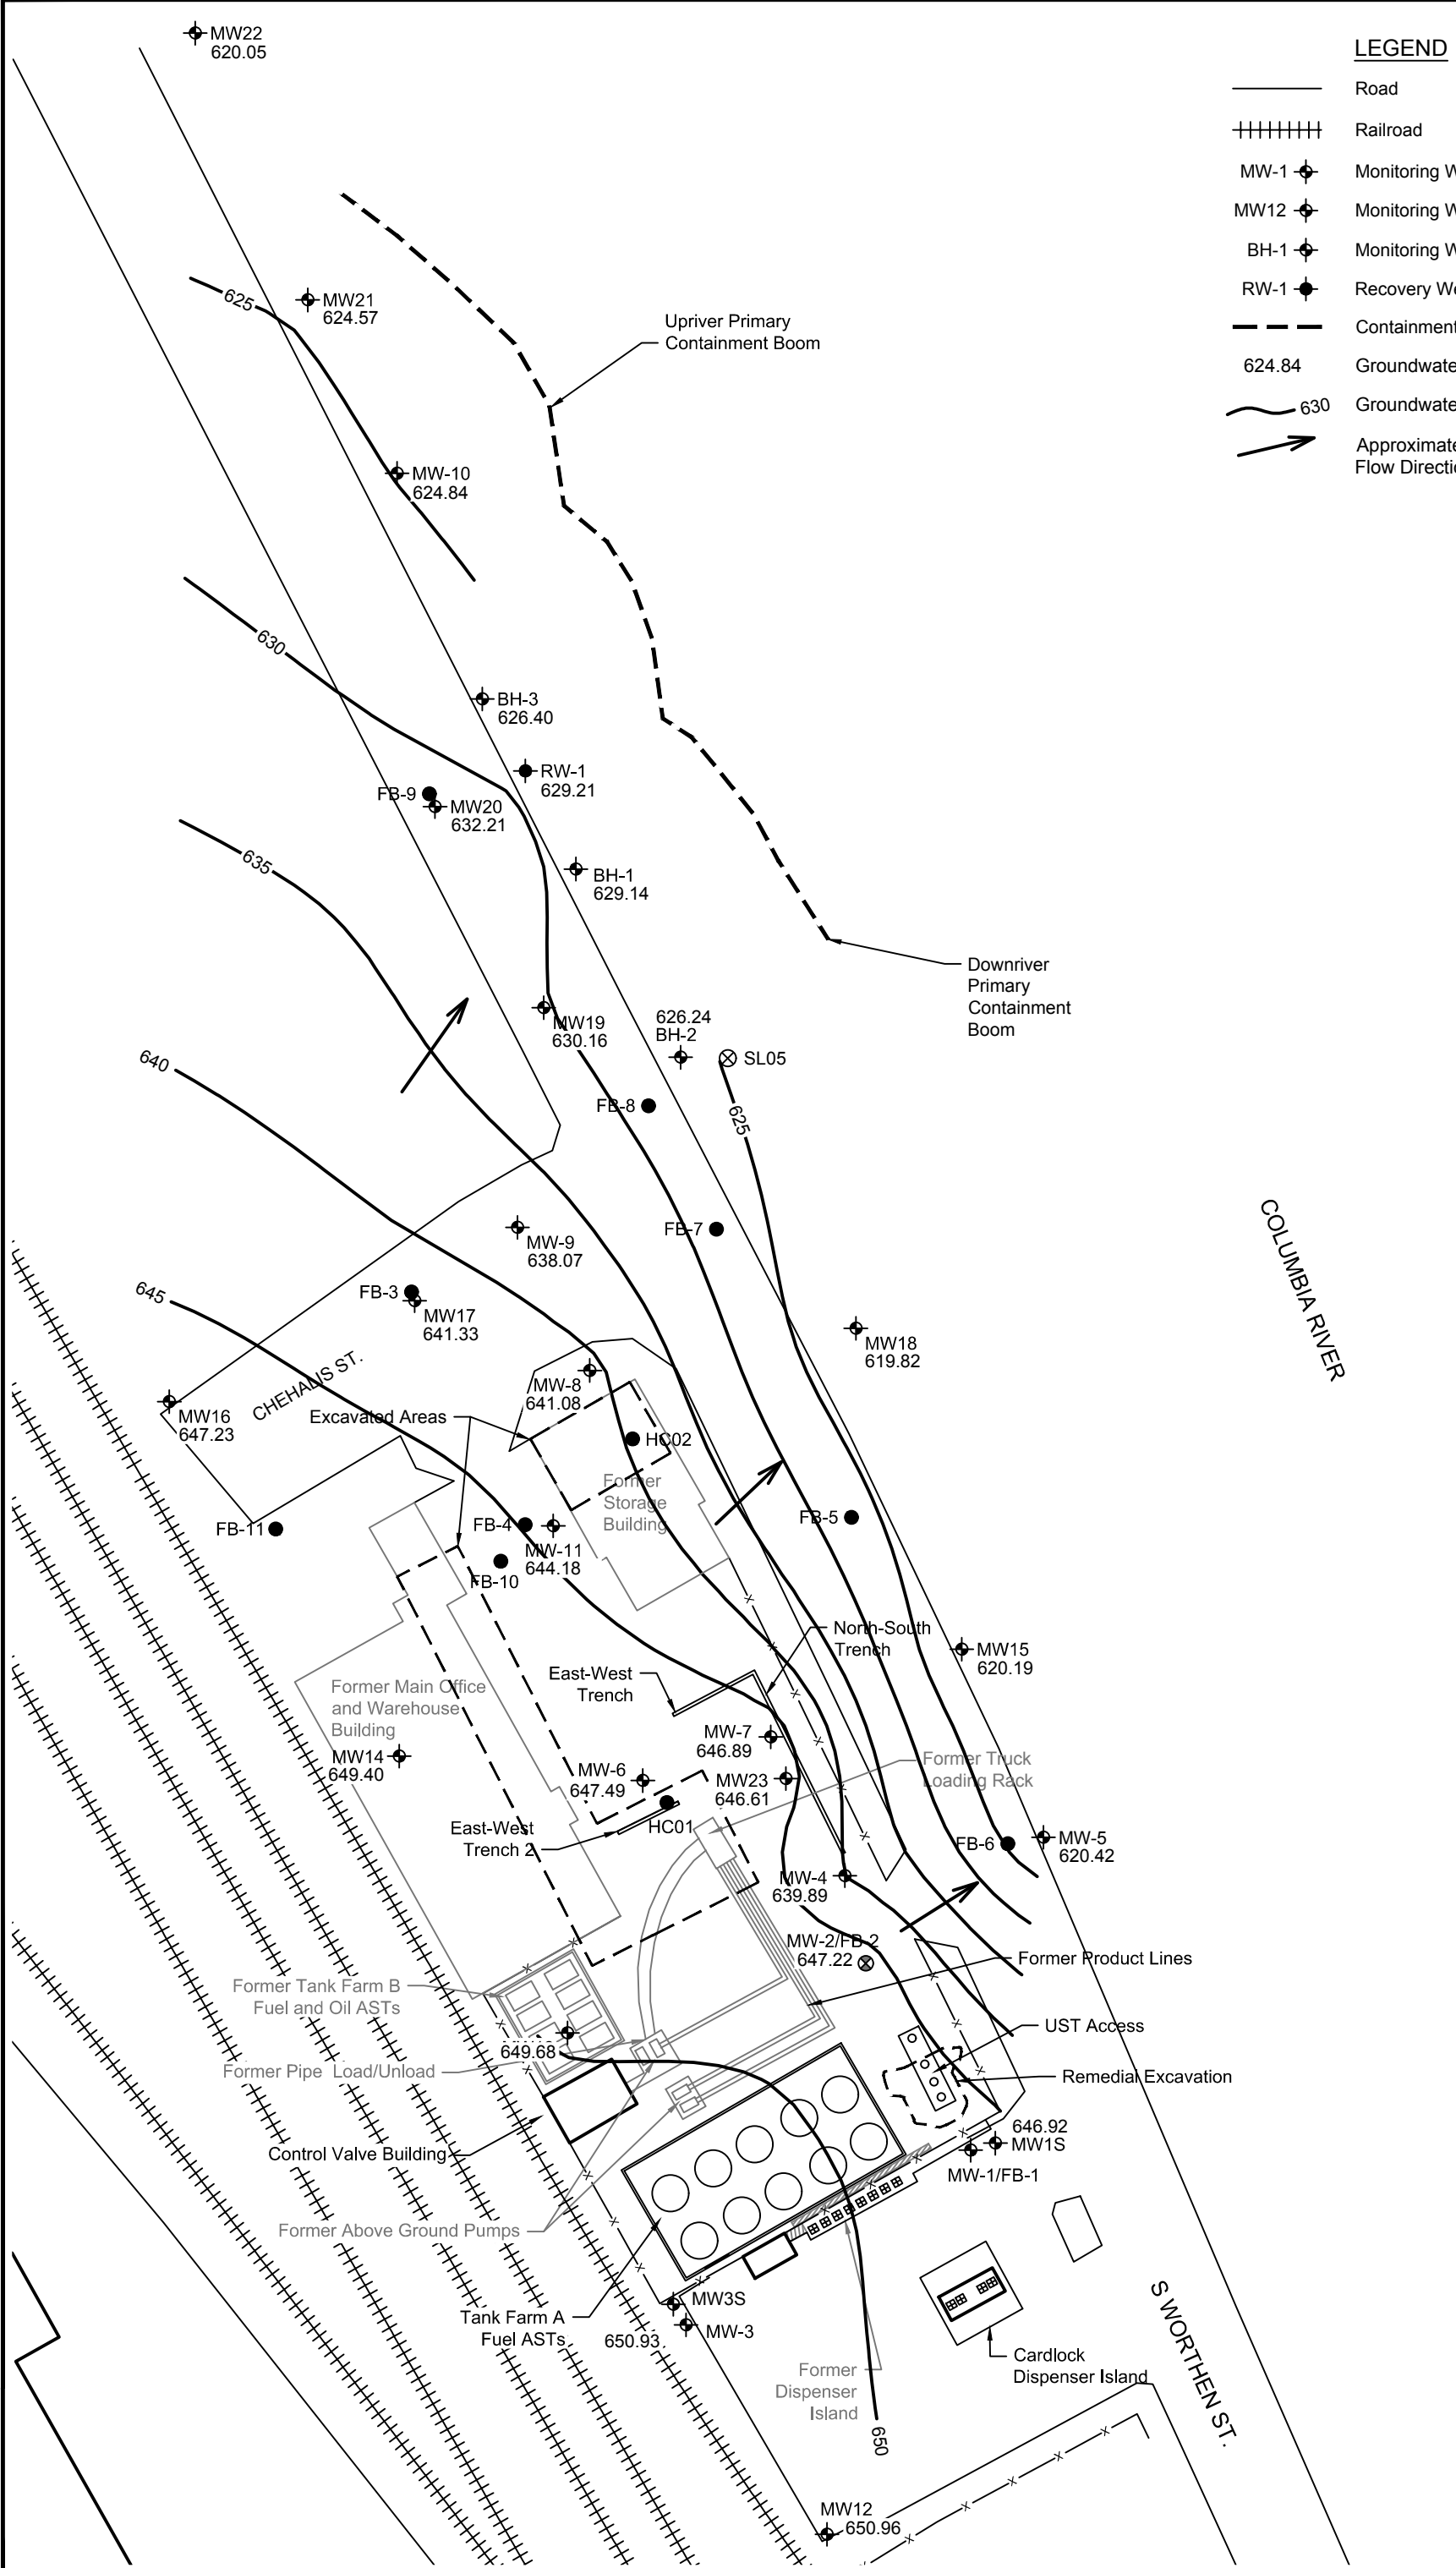 MW22
620.05
LEGEND
Road
Railroad
MW-1
Monitoring
MW12
Monitoring
BH-1
Monitoring
RW-1
Recovery
Containment
624.84
630
Approximate
Flow
625
MW21
624.57
Upriver Primary
Containment Boom
MW-10
624.84
630
BH-3
626.40
RW-1
629.21
FB-9
MW20
632.21
635
BH-1
629.14
Downriver
Primary
Containment
Boom
MW19
630.16
626.24
BH-2
SL05
640
FB-8
625
FB-7
COLUMBIA RIVER
MW-9
638.07
645
FB-3
MW17
641.33
MW18
619.82
CHEHALIS ST.
MW-8
641.08
MW16
647.23
Excavated Areas
HC02
Former
Storage
Building
FB-11
FB-4
FB-5
MW-11
644.18
FB-10
North-South
Trench
MW15
620.19
East-West
Trench
Former Main Office
and Warehouse
Building
MW-7
646.89
MW14
649.40
MW-6
647.49
MW23
646.61
Former Truck
Loading Rack
HC01
East-West
Trench 2
FB-6
MW-5
620.42
MW-4
639.89
MW-2/FB-2
647.22
Former Product Lines
Former Tank Farm B
Fuel and Oil ASTs
UST Access
649.68
Former Pipe Load/Unload
Remedial Excavation
646.92
MW1S
MW-1/FB-1
Control Valve Building
Former Above Ground Pumps
MW3S
Tank Farm A
Fuel ASTs
650.93
MW-3
Former
Dispenser
Island
Cardlock
Dispenser Island
S WORTHEN ST.
650
MW12
650.96